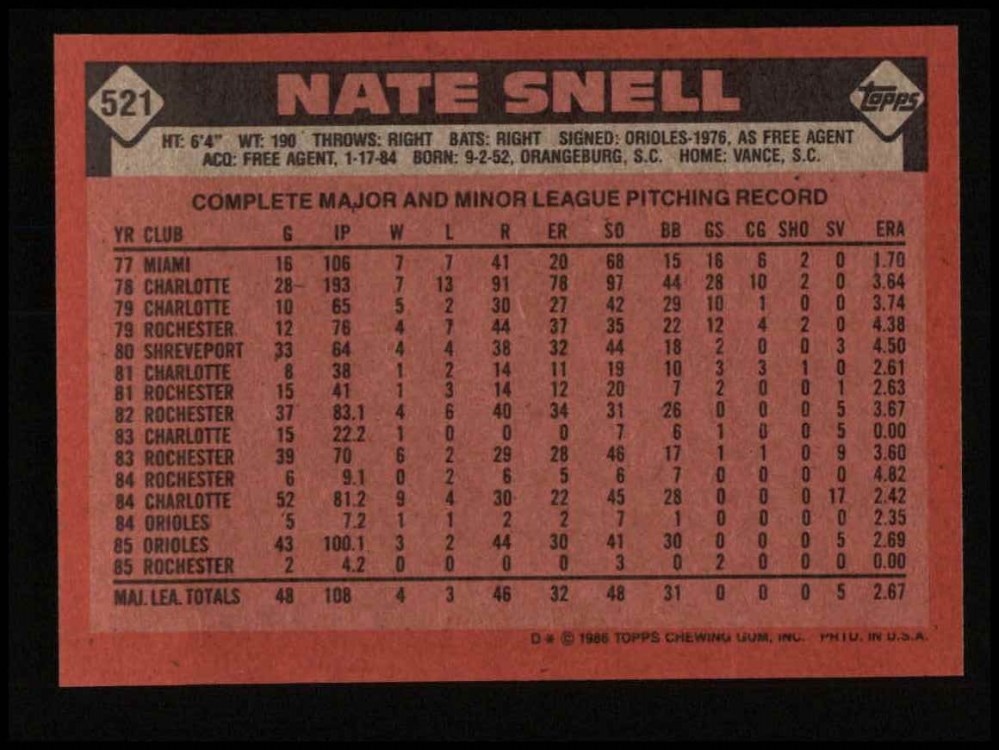 521 NATE SNELL topps
HT: 6'4" WT: 190 THROWS: RIGHT BATS: RIGHT SIGNED: ORIOLES-1976, AS FREE AGENT
ACQ: FREE AGENT, 1-17-84 BORN: 9-2-52, ORANGEBURG, S.C. HOME: VANCE, S.C.
COMPLETE MAJOR AND MINOR LEAGUE PITCHING RECORD
YR CLUB G IP W L R ER SO BB GS CG SHO SV ERA
77 MIAMI 16 106 7 7 41 20 68 15 16 6 2 0 1.70
78 CHARLOTTE 28 193 7 13 91 78 97 44 28 10 2 0 3.64
79 CHARLOTTE 10 65 5 2 30 27 42 29 10 1 0 0 3.74
79 ROCHESTER 12 76 4 7 44 37 35 22 12 4 2 0 4.38
80 SHREVEPORT 33 64 4 4 38 32 44 18 2 0 0 3 4.50
81 CHARLOTTE 8 38 1 2 14 11 19 10 3 3 1 0 2.61
81 ROCHESTER 15 41 1 3 14 12 20 7 2 0 0 1 2.63
82 ROCHESTER 37 83.1 4 6 40 34 31 26 0 0 0 5 3.67
83 CHARLOTTE 15 22.2 1 0 0 0 7 6 1 0 0 5 0.00
83 ROCHESTER 39 70 6 2 29 28 46 17 1 1 0 9 3.60
84 ROCHESTER 6 9.1 0 2 6 5 6 7 0 0 0 0 4.82
84 CHARLOTTE 52 81.2 9 4 30 22 45 28 0 0 0 17 2.42
84 ORIOLES 5 7.2 1 1 2 2 7 1 0 0 0 0 2.35
85 ORIOLES 43 100.1 3 2 44 30 41 30 0 0 0 5 2.69
85 ROCHESTER 2 4.2 0 0 0 0 3 0 2 0 0 0 0.00
MAJ. LEA. TOTALS 48 108 4 3 46 32 48 31 0 0 0 5 2.67
D * © 1986 TOPPS CHEWING GUM, INC. PRTD. IN U.S.A.